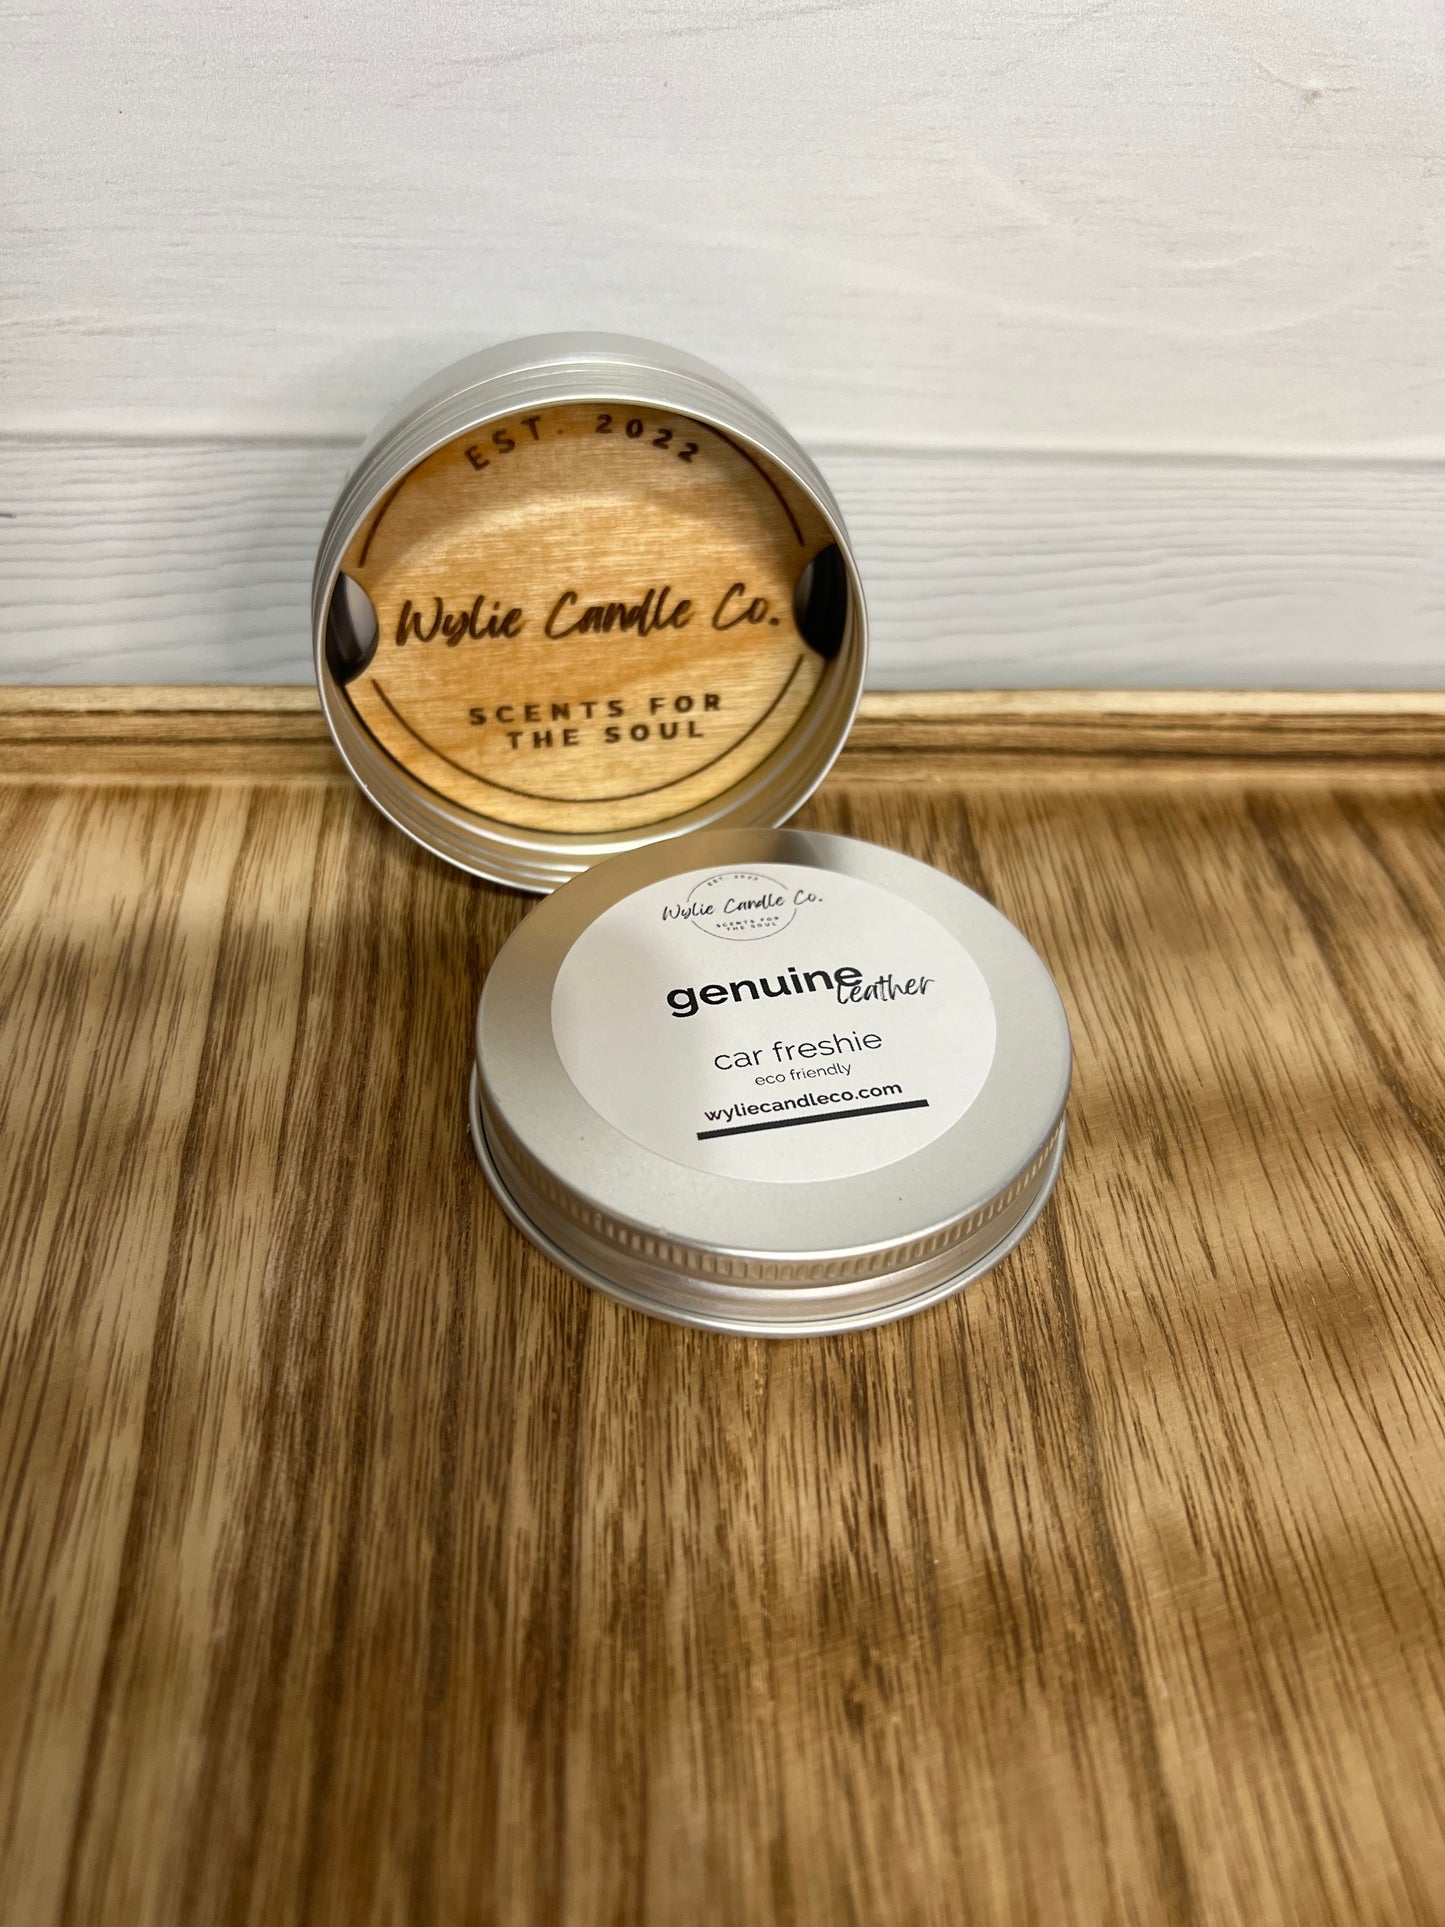 EST. 2022
Wylie Candle Co.
SCENTS FOR
THE SOUL
EST. 2022
Wylie Candle Co.
SCENTS FOR
THE SOUL
genuine leather
car freshie
eco friendly
wyliecandleco.com